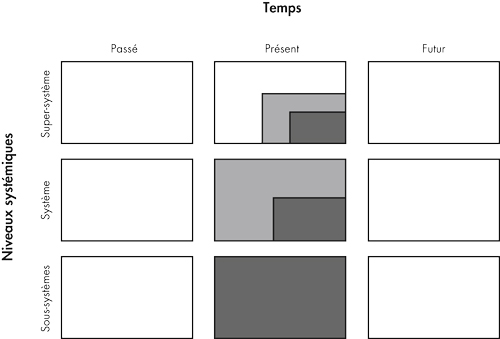 Temps
Passé
Présent
Futur
Niveaux systémiques
Super-système
Système
Sous-systèmes